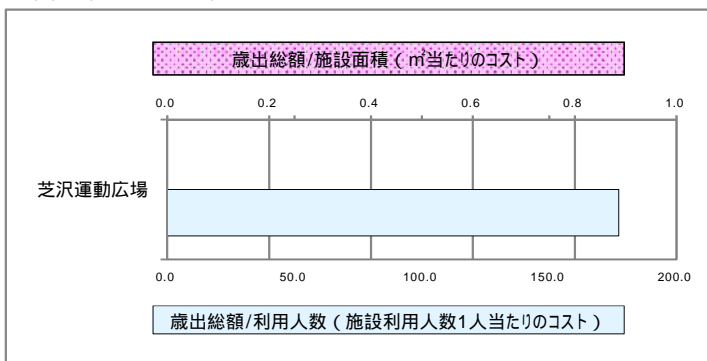 歳出総額/施設面積(㎡当たりのコスト)
0.0 0.2 0.4 0.6 0.8 1.0
芝沢運動広場
0.0 50.0 100.0 150.0 200.0
歳出総額/利用人数(施設利用人数1人当たりのコスト)